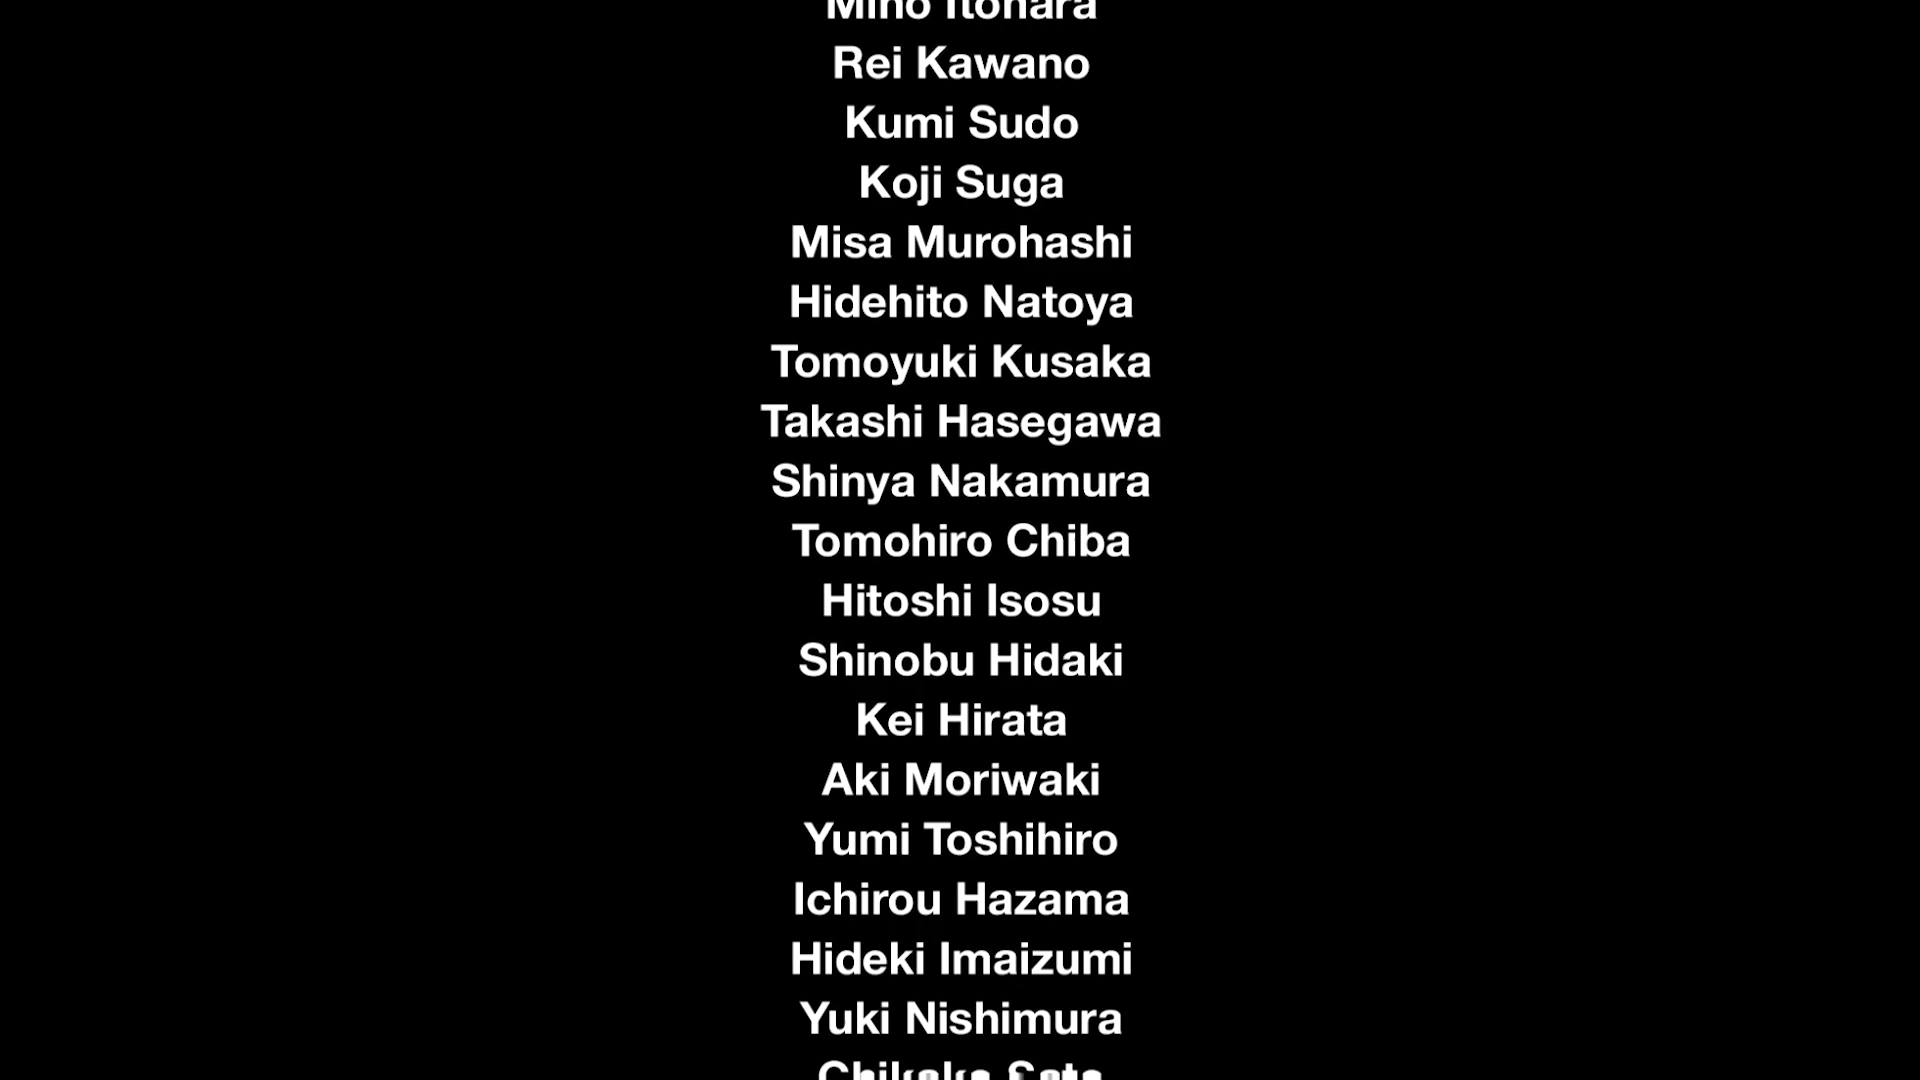 Rei Kawano
Kumi Sudo
Koji Suga
Misa Murohashi
Hidehito Natoya
Tomoyuki Kusaka
Takashi Hasegawa
Shinya Nakamura
Tomohiro Chiba
Hitoshi Isosu
Shinobu Hidaki
Kei Hirata
Aki Moriwaki
Yumi Toshihiro
Ichirou Hazama
Hideki Imaizumi
Yuki Nishimura